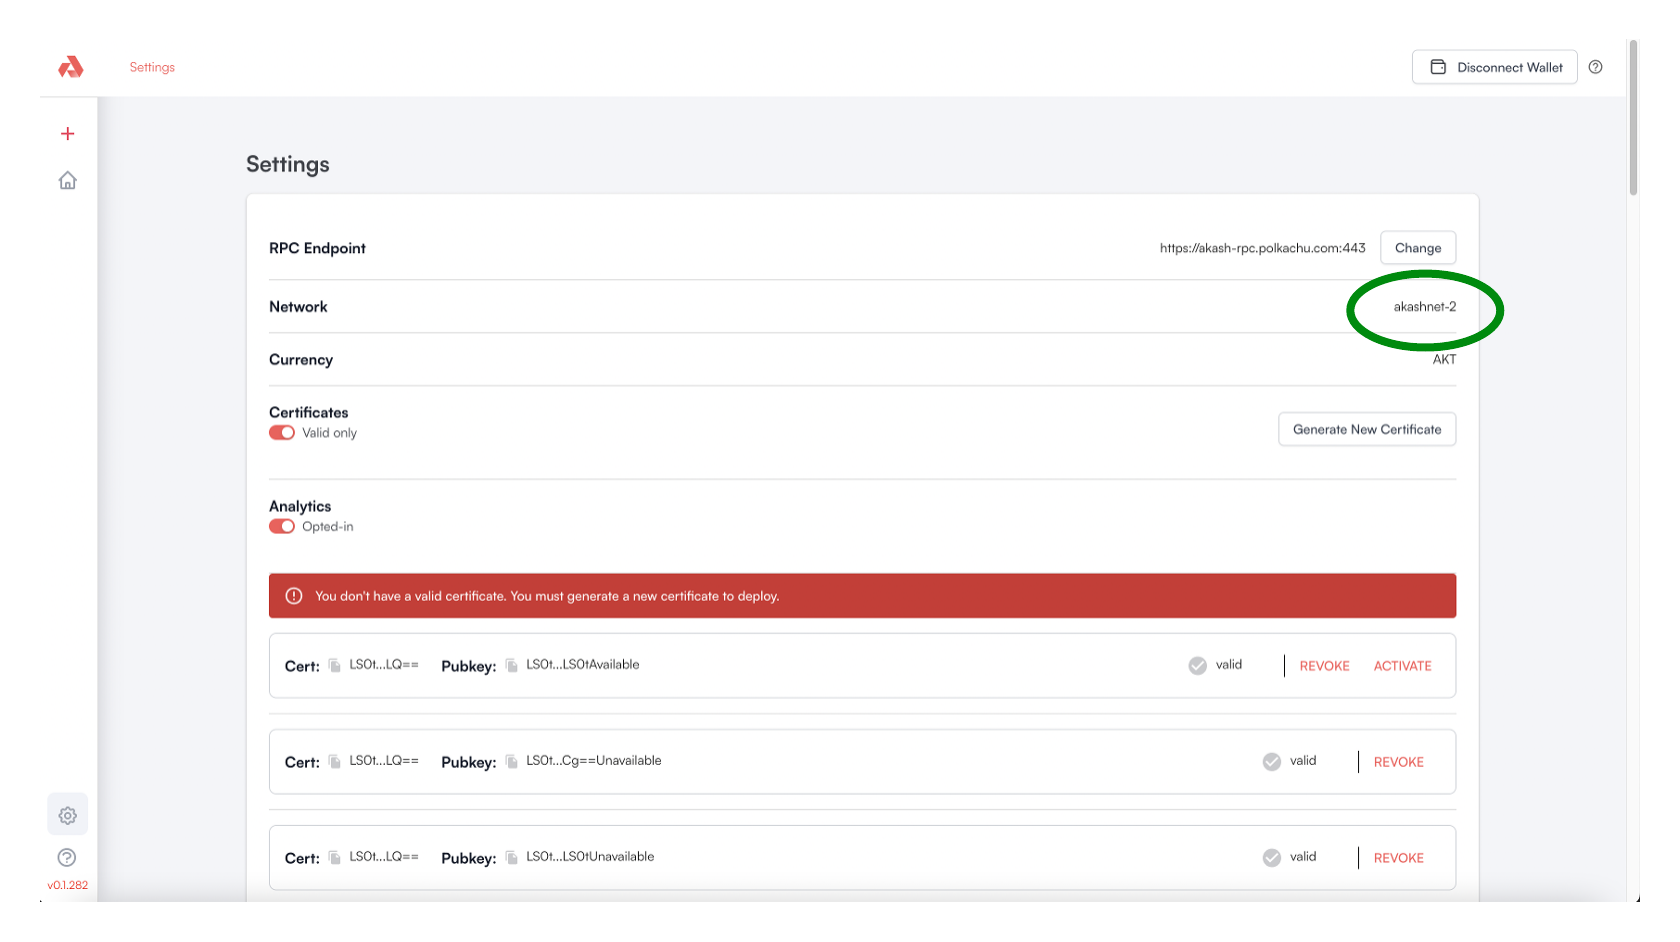 Settings
Disconnect Wallet
Settings
RPC Endpoint https://akash-rpc.polkachu.com:443 Change
Network akashnet-2
Currency AKT
Certificates
Valid only
Generate New Certificate
Analytics
Opted-in
You don't have a valid certificate. You must generate a new certificate to deploy.
Cert: LS0t...LQ== Pubkey: LS0t...LS0tAvailable valid REVOKE ACTIVATE
Cert: LS0t...LQ== Pubkey: LS0t...Cg==Unavailable valid REVOKE
Cert: LS0t...LQ== Pubkey: LS0t...LS0tUnavailable valid REVOKE
v0.1.282